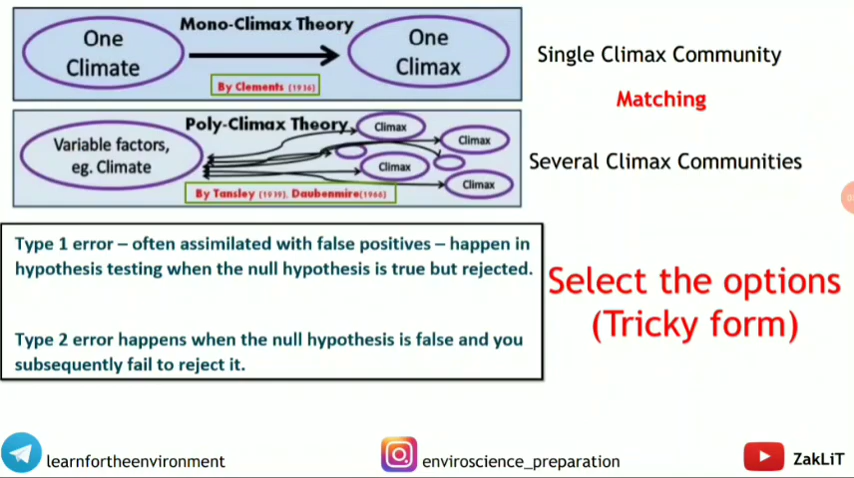 Mono-Climax Theory
One
Climate
One
Climax
By Clements (1936)
Single Climax Community
Matching
Poly-Climax Theory
Variable factors,
eg. Climate
Climax
Climax
Climax
Climax
By Tansley (1939), Daubenmire(1966)
Several Climax Communities
Type 1 error – often assimilated with false positives – happen in
hypothesis testing when the null hypothesis is true but rejected.
Type 2 error happens when the null hypothesis is false and you
subsequently fail to reject it.
Select the options
(Tricky form)
learnfortheenvironment
enviroscience_preparation
ZakLiT